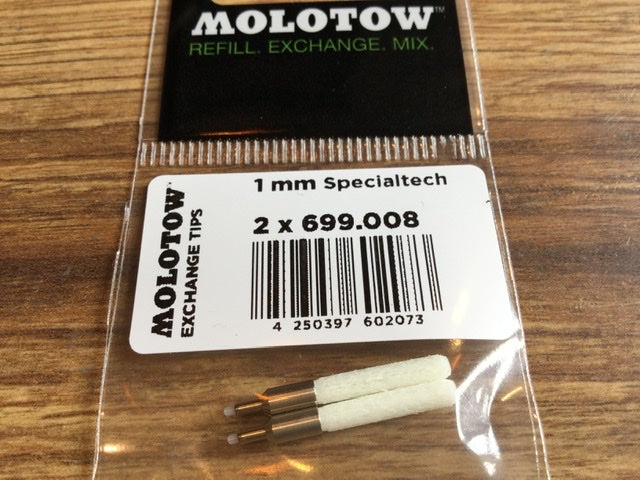 MOLOTOW™
REFILL. EXCHANGE. MIX.
MOLOTOW™
EXCHANGE TIPS
1 mm Specialtech
2 x 699.008
4 250397 602073